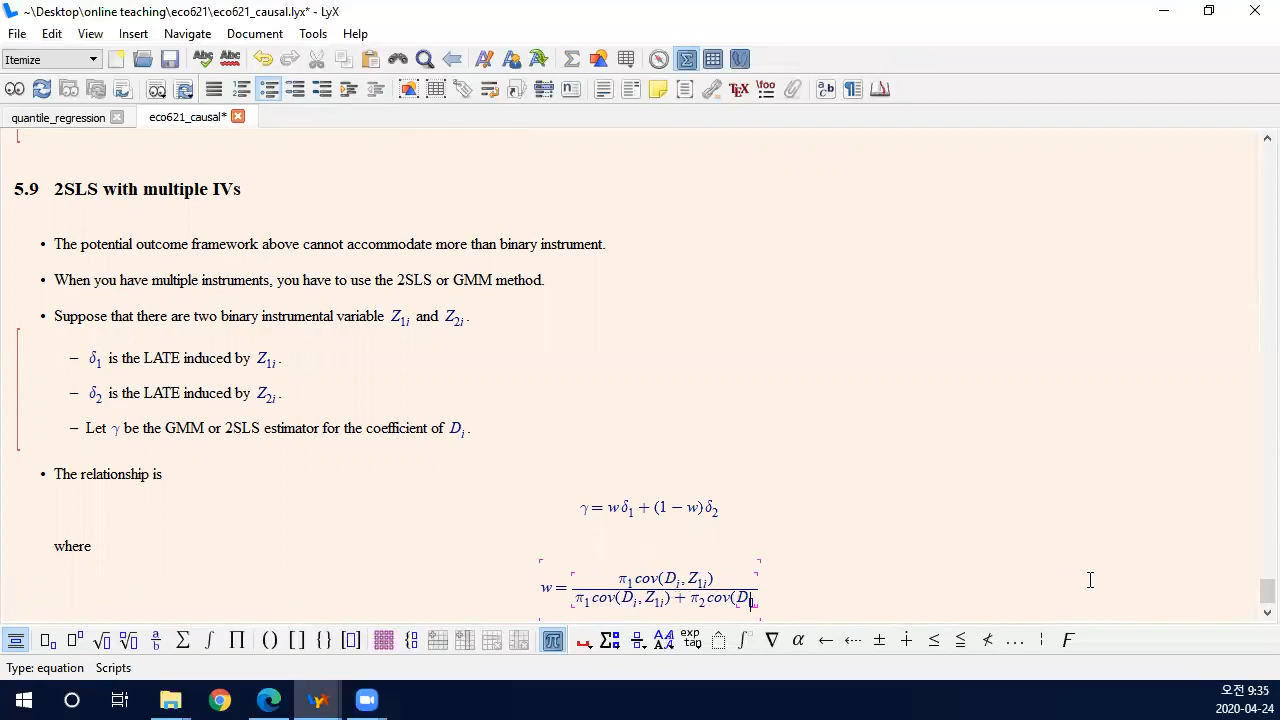 ~\Desktop\online teaching\eco621\eco621_causal.lyx* - LyX
File Edit View Insert Navigate Document Tools Help
Itemize
quantile_regression eco621_causal*
5.9 2SLS with multiple IVs
• The potential outcome framework above cannot accommodate more than binary instrument.
• When you have multiple instruments, you have to use the 2SLS or GMM method.
• Suppose that there are two binary instrumental variable Z₁ᵢ and Z₂ᵢ.
– δ₁ is the LATE induced by Z₁ᵢ.
– δ₂ is the LATE induced by Z₂ᵢ.
– Let γ be the GMM or 2SLS estimator for the coefficient of Dᵢ.
• The relationship is
γ = wδ₁ + (1 − w)δ₂
where
π₁cov(Dᵢ, Z₁ᵢ)
w =
π₁cov(Dᵢ, Z₁ᵢ) + π₂cov(D
Type: equation Scripts
오전 9:35
2020-04-24